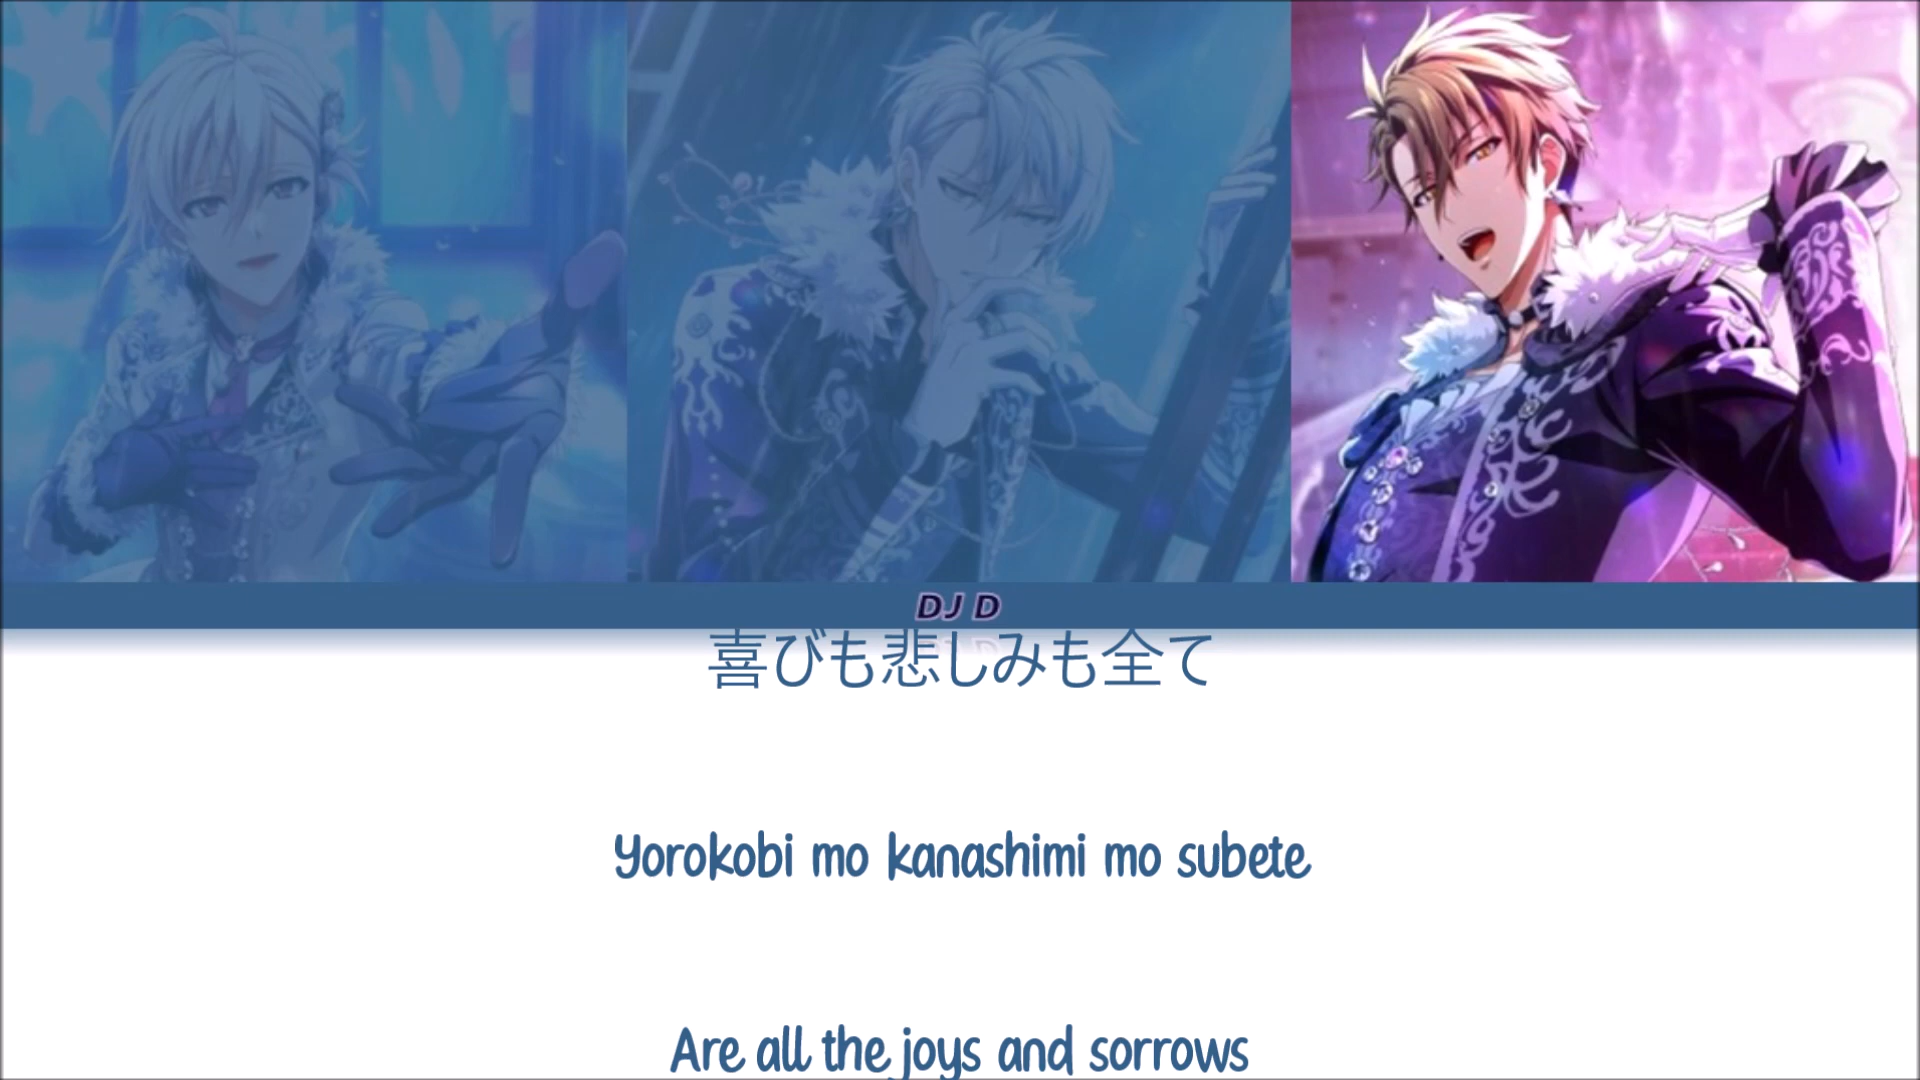 DJ D
喜びも悲しみも全て
Yorokobi mo kanashimi mo subete
Are all the joys and sorrows